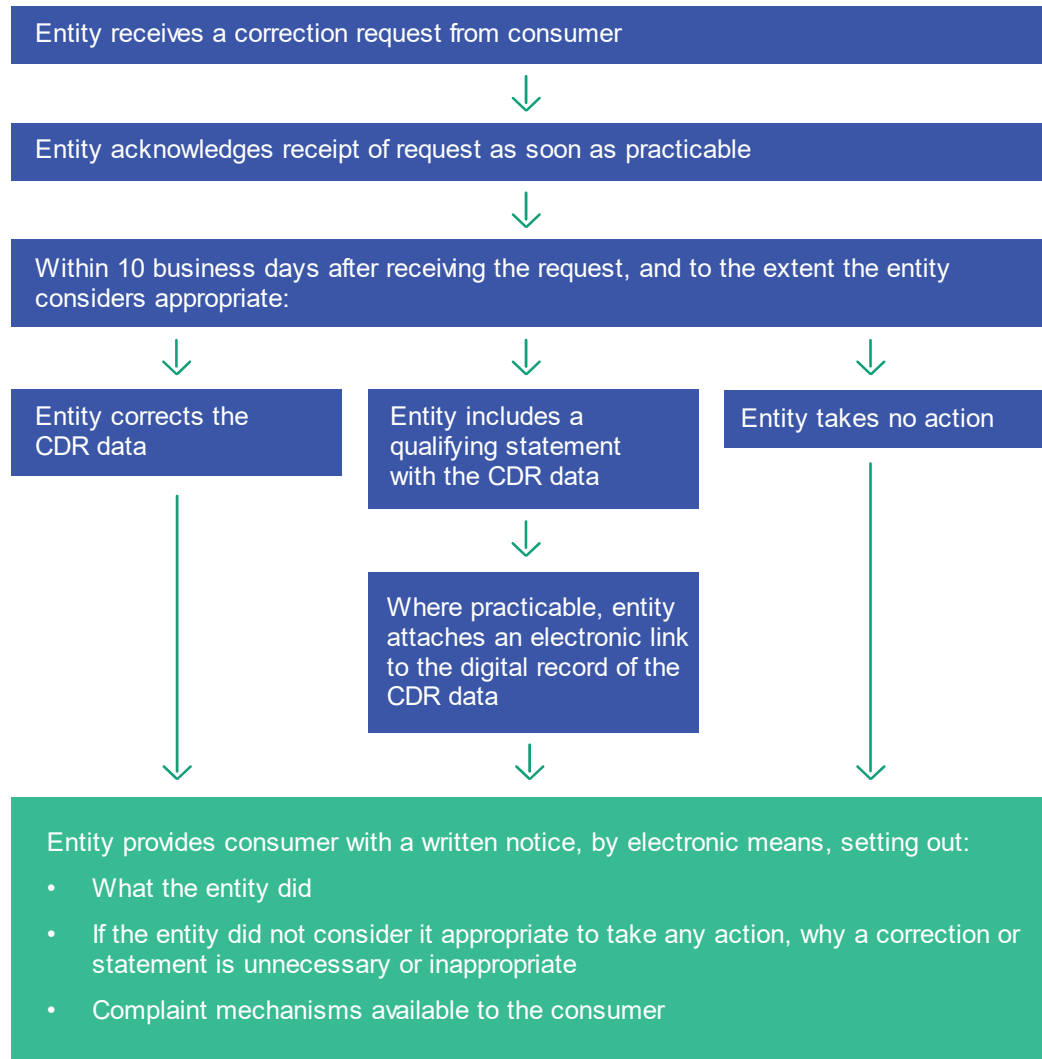 Entity receives a correction request from consumer
Entity acknowledges receipt of request as soon as practicable
Within 10 business days after receiving the request, and to the extent the entity
considers appropriate:
Entity corrects the
CDR data
Entity includes a
qualifying statement
with the CDR data
Entity takes no action
Where practicable, entity
attaches an electronic link
to the digital record of the
CDR data
Entity provides consumer with a written notice, by electronic means, setting out:
• What the entity did
• If the entity did not consider it appropriate to take any action, why a correction or
statement is unnecessary or inappropriate
• Complaint mechanisms available to the consumer